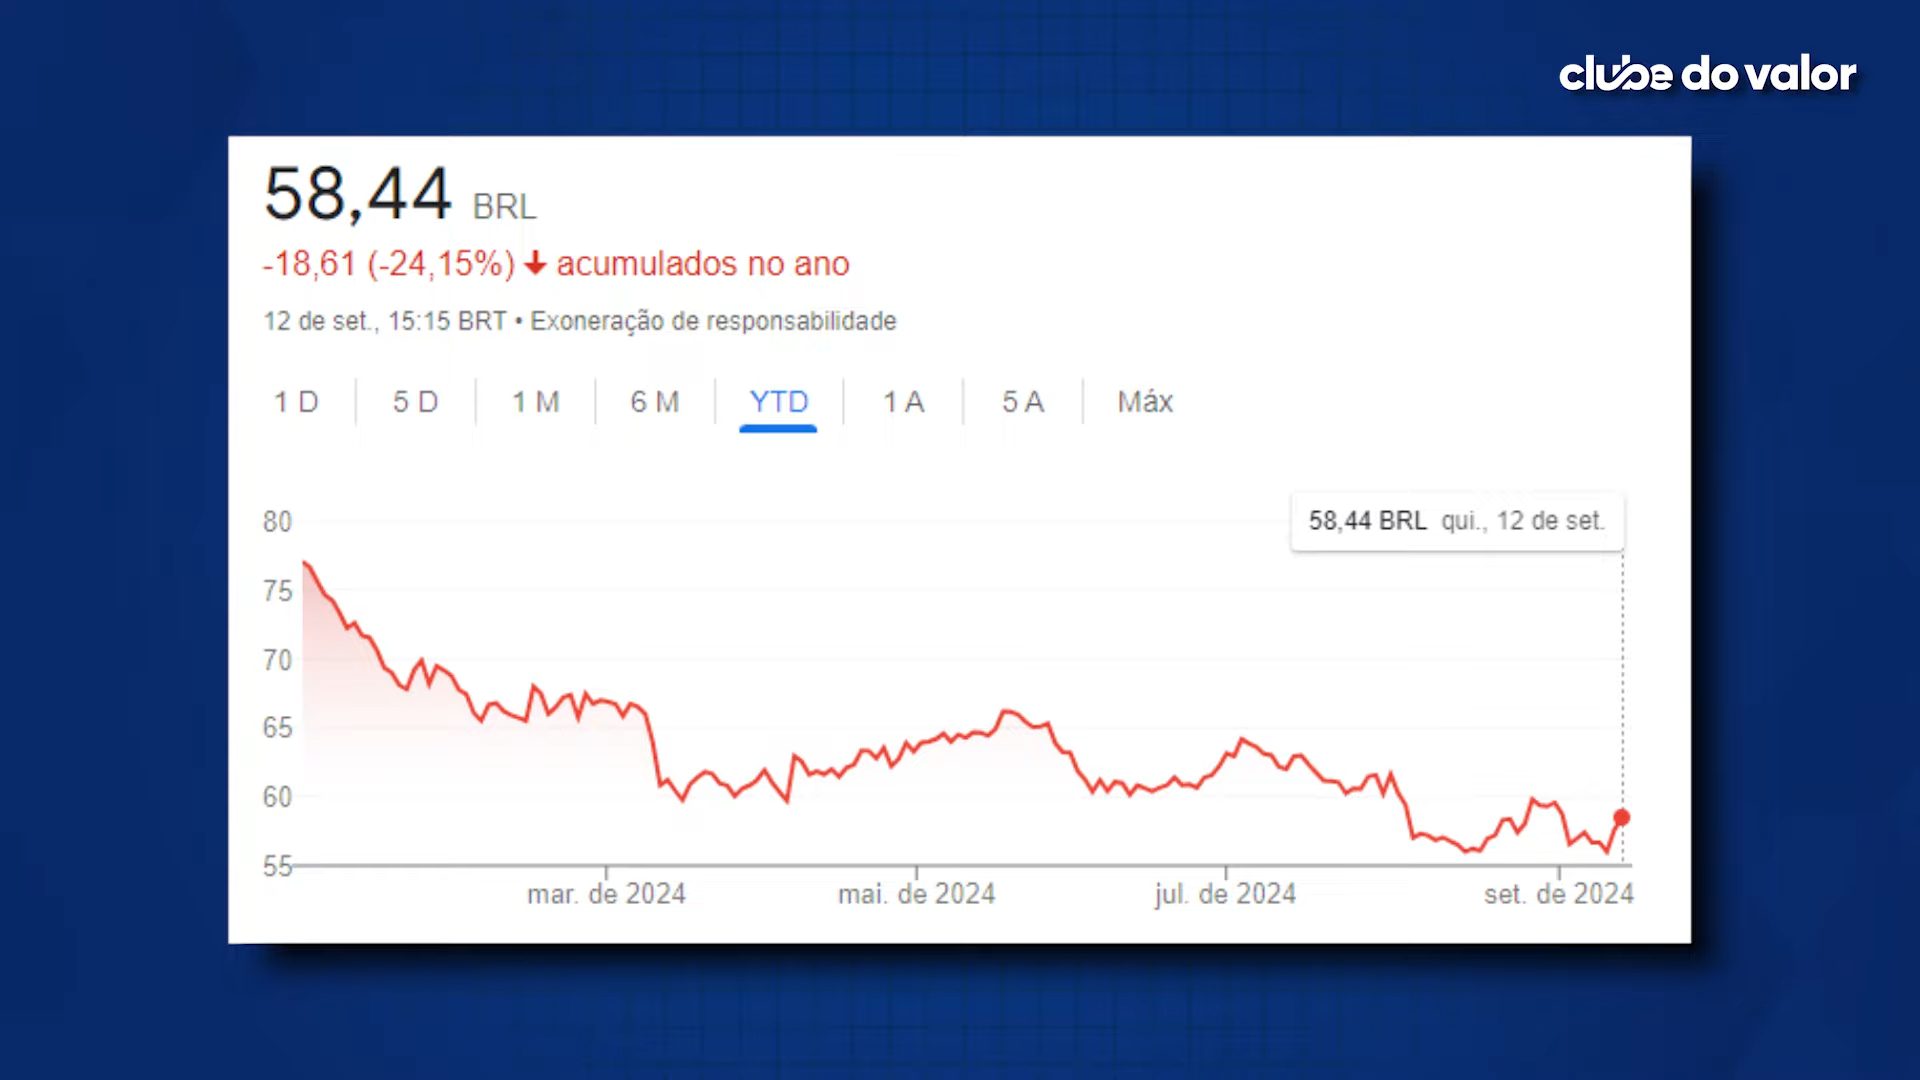 clube do valor
58,44 BRL
-18,61 (-24,15%) ↓ acumulados no ano
12 de set., 15:15 BRT • Exoneração de responsabilidade
1 D 5 D 1 M 6 M YTD 1 A 5 A Máx
58,44 BRL qui., 12 de set.
80
75
70
65
60
55
mar. de 2024 mai. de 2024 jul. de 2024 set. de 2024